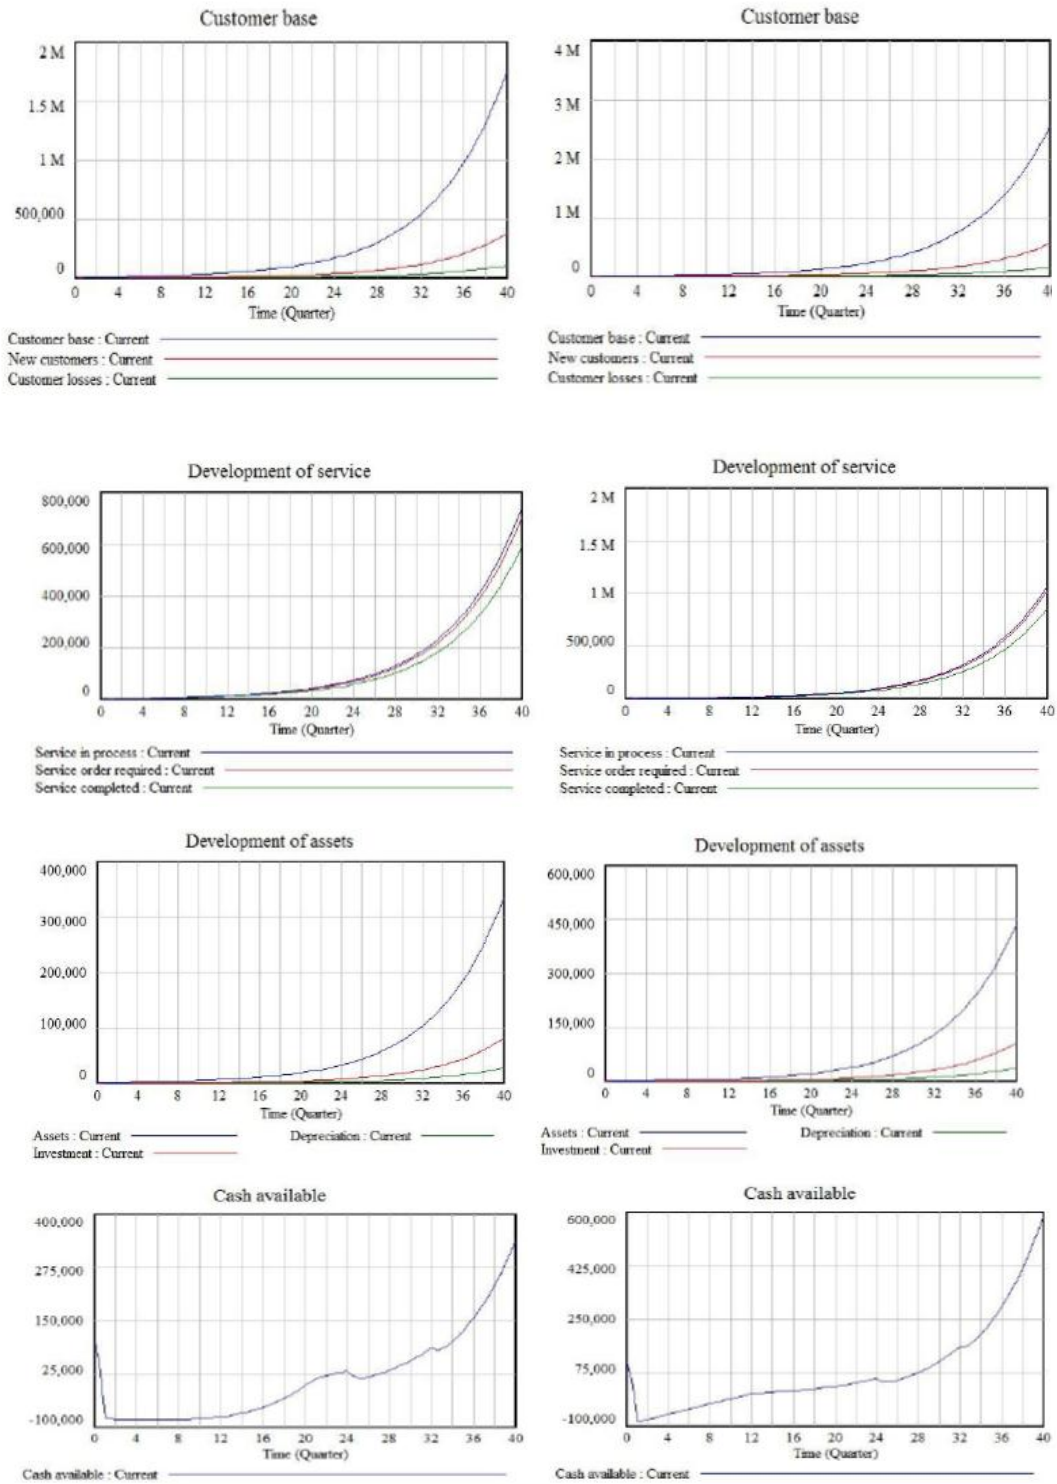 Customer base
2 M
1.5 M
1 M
500,000
0
0 4 8 12 16 20 24 28 32 36 40
Time (Quarter)
Customer base : Current
New customers : Current
Customer losses : Current
Customer base
4 M
3 M
2 M
1 M
0
0 4 8 12 16 20 24 28 32 36 40
Time (Quarter)
Customer base : Current
New customers : Current
Customer losses : Current
Development of service
800,000
600,000
400,000
200,000
0
0 4 8 12 16 20 24 28 32 36 40
Time (Quarter)
Service in process : Current
Service order required : Current
Service completed : Current
Development of service
2 M
1.5 M
1 M
500,000
0
0 4 8 12 16 20 24 28 32 36 40
Time (Quarter)
Service in process : Current
Service order required : Current
Service completed : Current
Development of assets
400,000
300,000
200,000
100,000
0
0 4 8 12 16 20 24 28 32 36 40
Time (Quarter)
Assets : Current Depreciation : Current
Investment : Current
Development of assets
600,000
450,000
300,000
150,000
0
0 4 8 12 16 20 24 28 32 36 40
Time (Quarter)
Assets : Current Depreciation : Current
Investment : Current
Cash available
400,000
275,000
150,000
25,000
-100,000
0 4 8 12 16 20 24 28 32 36 40
Time (Quarter)
Cash available : Current
Cash available
600,000
425,000
250,000
75,000
-100,000
0 4 8 12 16 20 24 28 32 36 40
Time (Quarter)
Cash available : Current